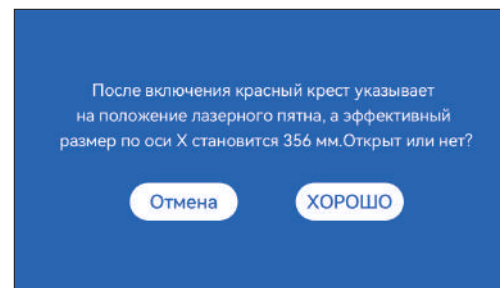 После включения красный крест указывает
на положение лазерного пятна, а эффективный
размер по оси X становится 356 мм.Открыт или нет?
Отмена
ХОРОШО